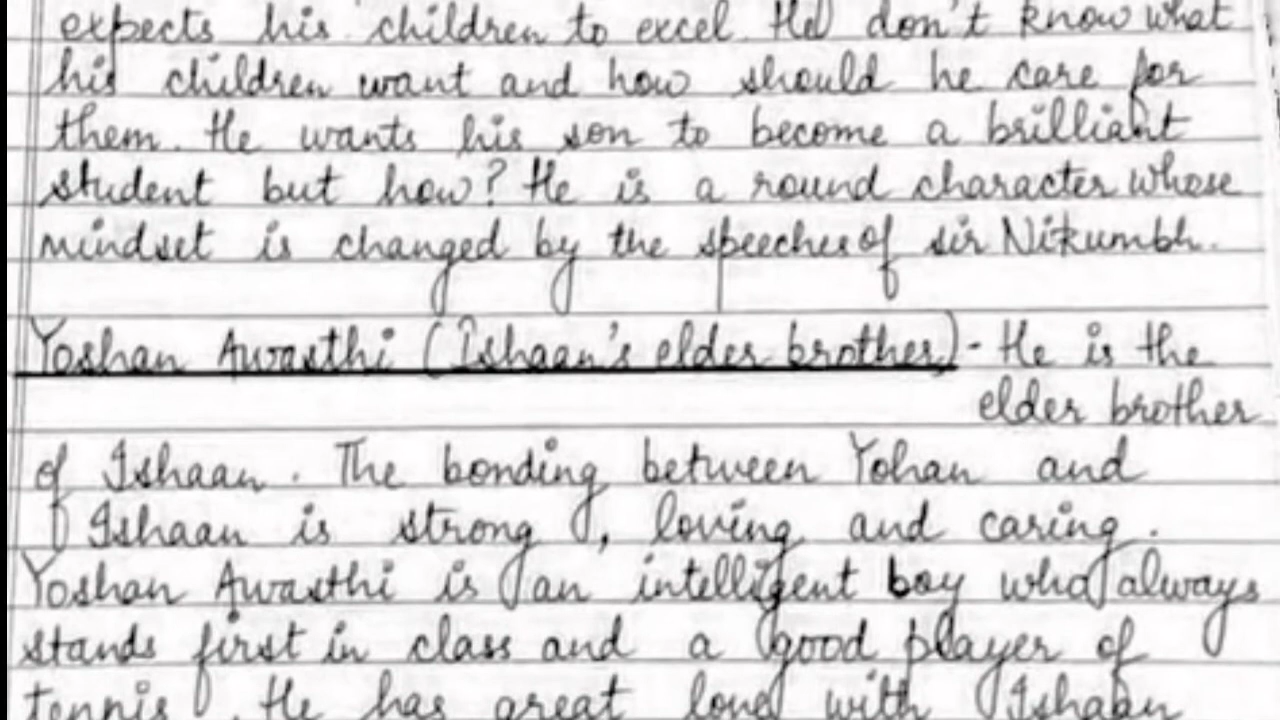 expects his children to excel. He don't know what
his children want and how should he care for
them. He wants his son to become a brilliant
student but how? He is a round character whose
mindset is changed by the speeches of sir Nikumbh.
Yoshan Awasthi (Ishaan's elder brother) - He is the
elder brother
of Ishaan. The bonding between Yohan and
Ishaan is strong, loving and caring.
Yoshan Awasthi is an intelligent boy who always
stands first in class and a good player of
tennis. He has great love with Ishaan